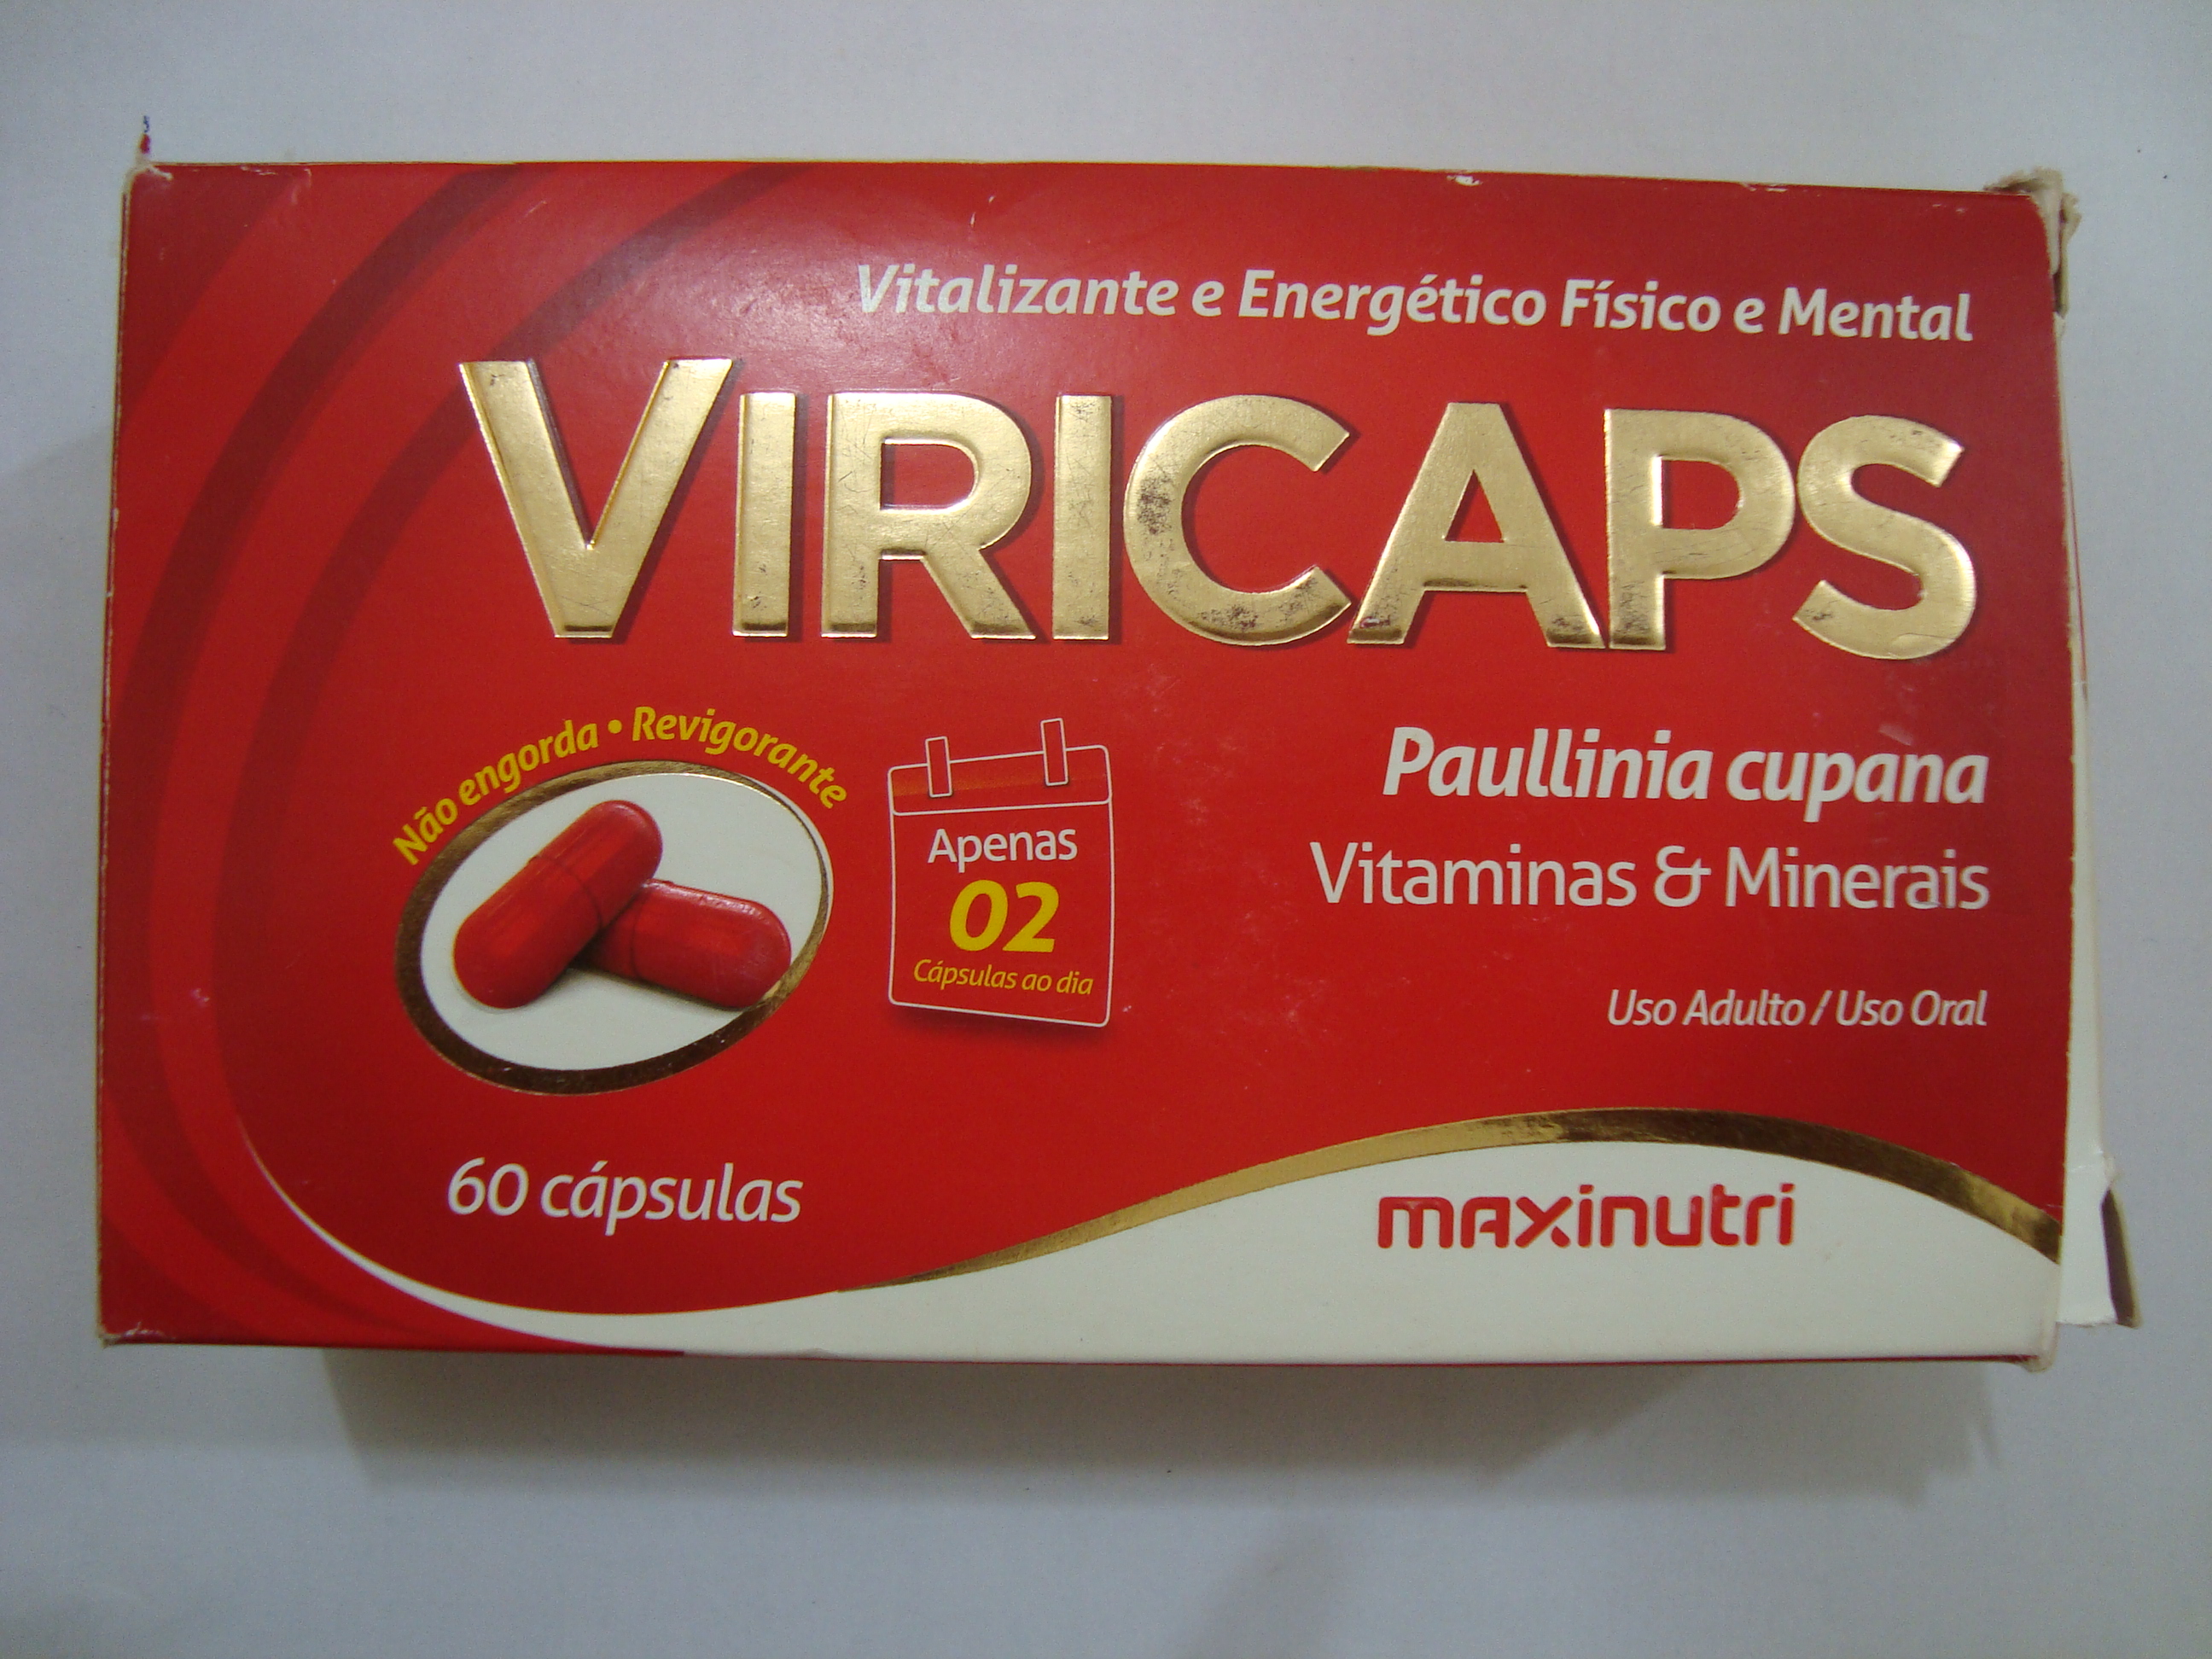 Vitalizante e Energético Físico e Mental
VIRICAPS
Não engorda • Revigorante
Apenas
02
Cápsulas ao dia
Paullinia cupana
Vitaminas & Minerais
Uso Adulto / Uso Oral
60 cápsulas
maxinutri